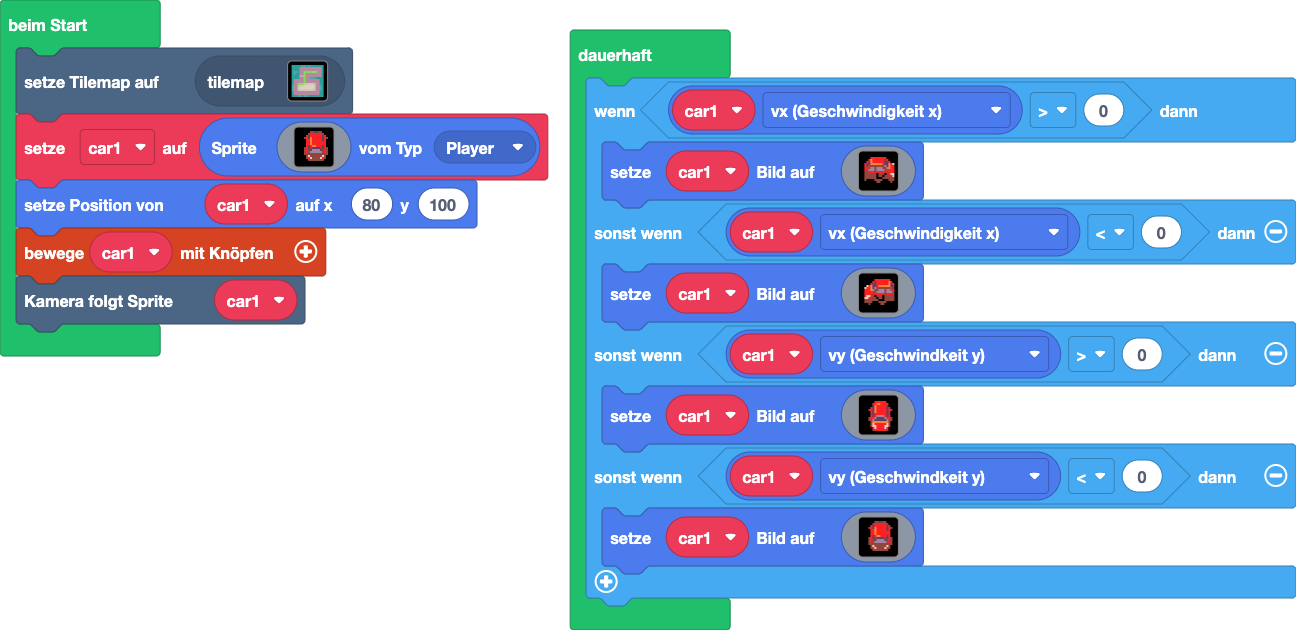 beim Start
setze Tilemap auf tilemap
setze car1 auf Sprite vom Typ Player
setze Position von car1 auf x 80 y 100
bewege car1 mit Knöpfen
Kamera folgt Sprite car1
dauerhaft
wenn car1 vx (Geschwindigkeit x) > 0 dann
setze car1 Bild auf
sonst wenn car1 vx (Geschwindigkeit x) < 0 dann
setze car1 Bild auf
sonst wenn car1 vy (Geschwindkeit y) > 0 dann
setze car1 Bild auf
sonst wenn car1 vy (Geschwindkeit y) < 0 dann
setze car1 Bild auf